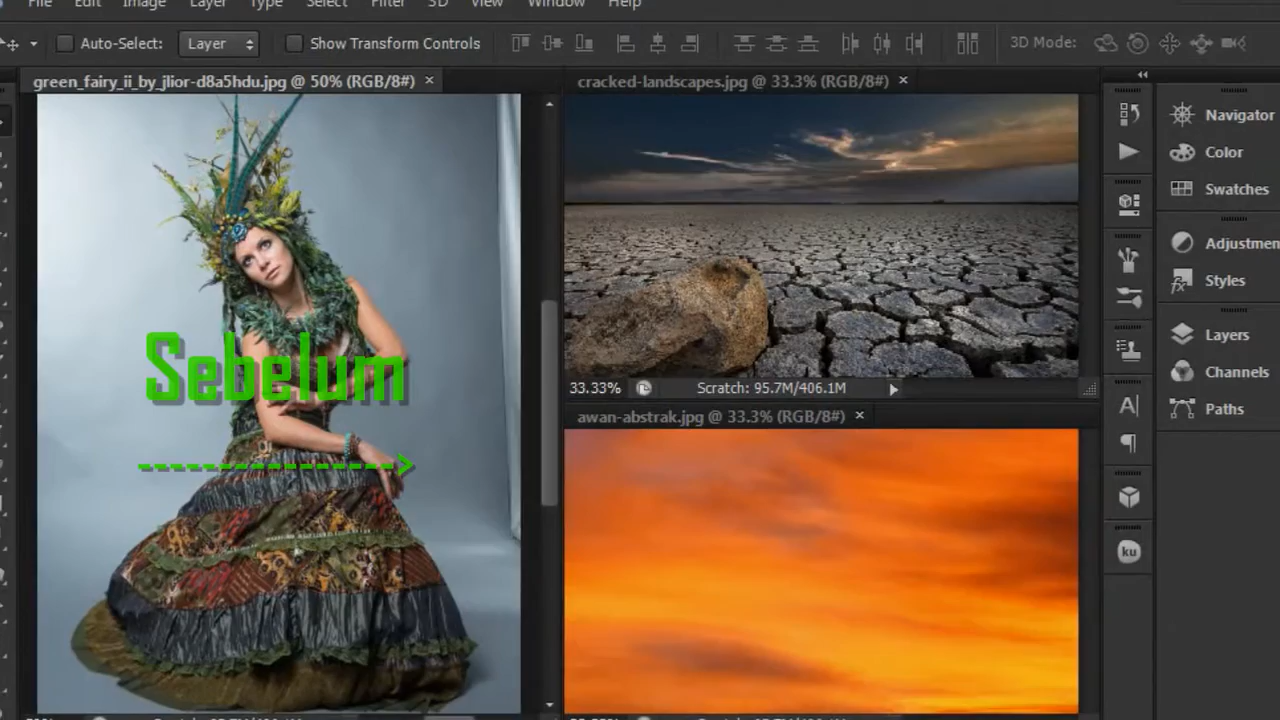 File Edit Image Layer Type Select Filter 3D View Window Help
Auto-Select: Layer Show Transform Controls 3D Mode:
green_fairy_ii_by_jlior-d8a5hdu.jpg @ 50% (RGB/8#) ×
cracked-landscapes.jpg @ 33.3% (RGB/8#) ×
33.33% Scratch: 95.7M/406.1M
awan-abstrak.jpg @ 33.3% (RGB/8#) ×
Sebelum
Navigator
Color
Swatches
Adjustmen
Styles
Layers
Channels
Paths
A
ku